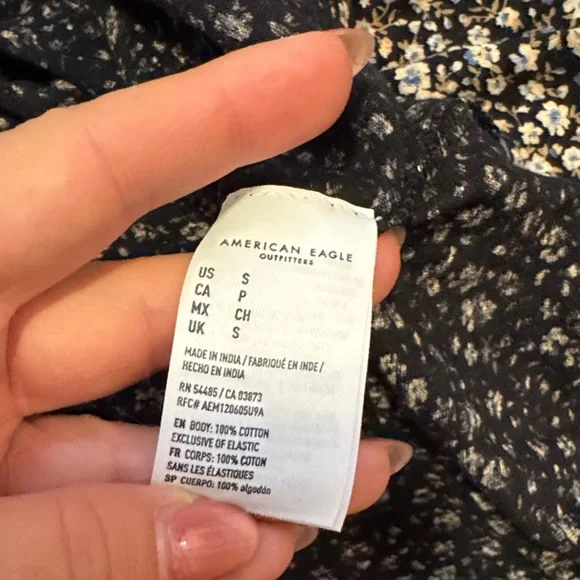 AMERICAN EAGLE
OUTFITTERS
US S
CA P
MX CH
UK S
MADE IN INDIA / FABRIQUÉ EN INDE /
HECHO EN INDIA
RN 54485 / CA 03873
RFC# AEM120605U9A
EN BODY: 100% COTTON
EXCLUSIVE OF ELASTIC
FR CORPS: 100% COTON
SANS LES ÉLASTIQUES
SP CUERPO: 100% algodón